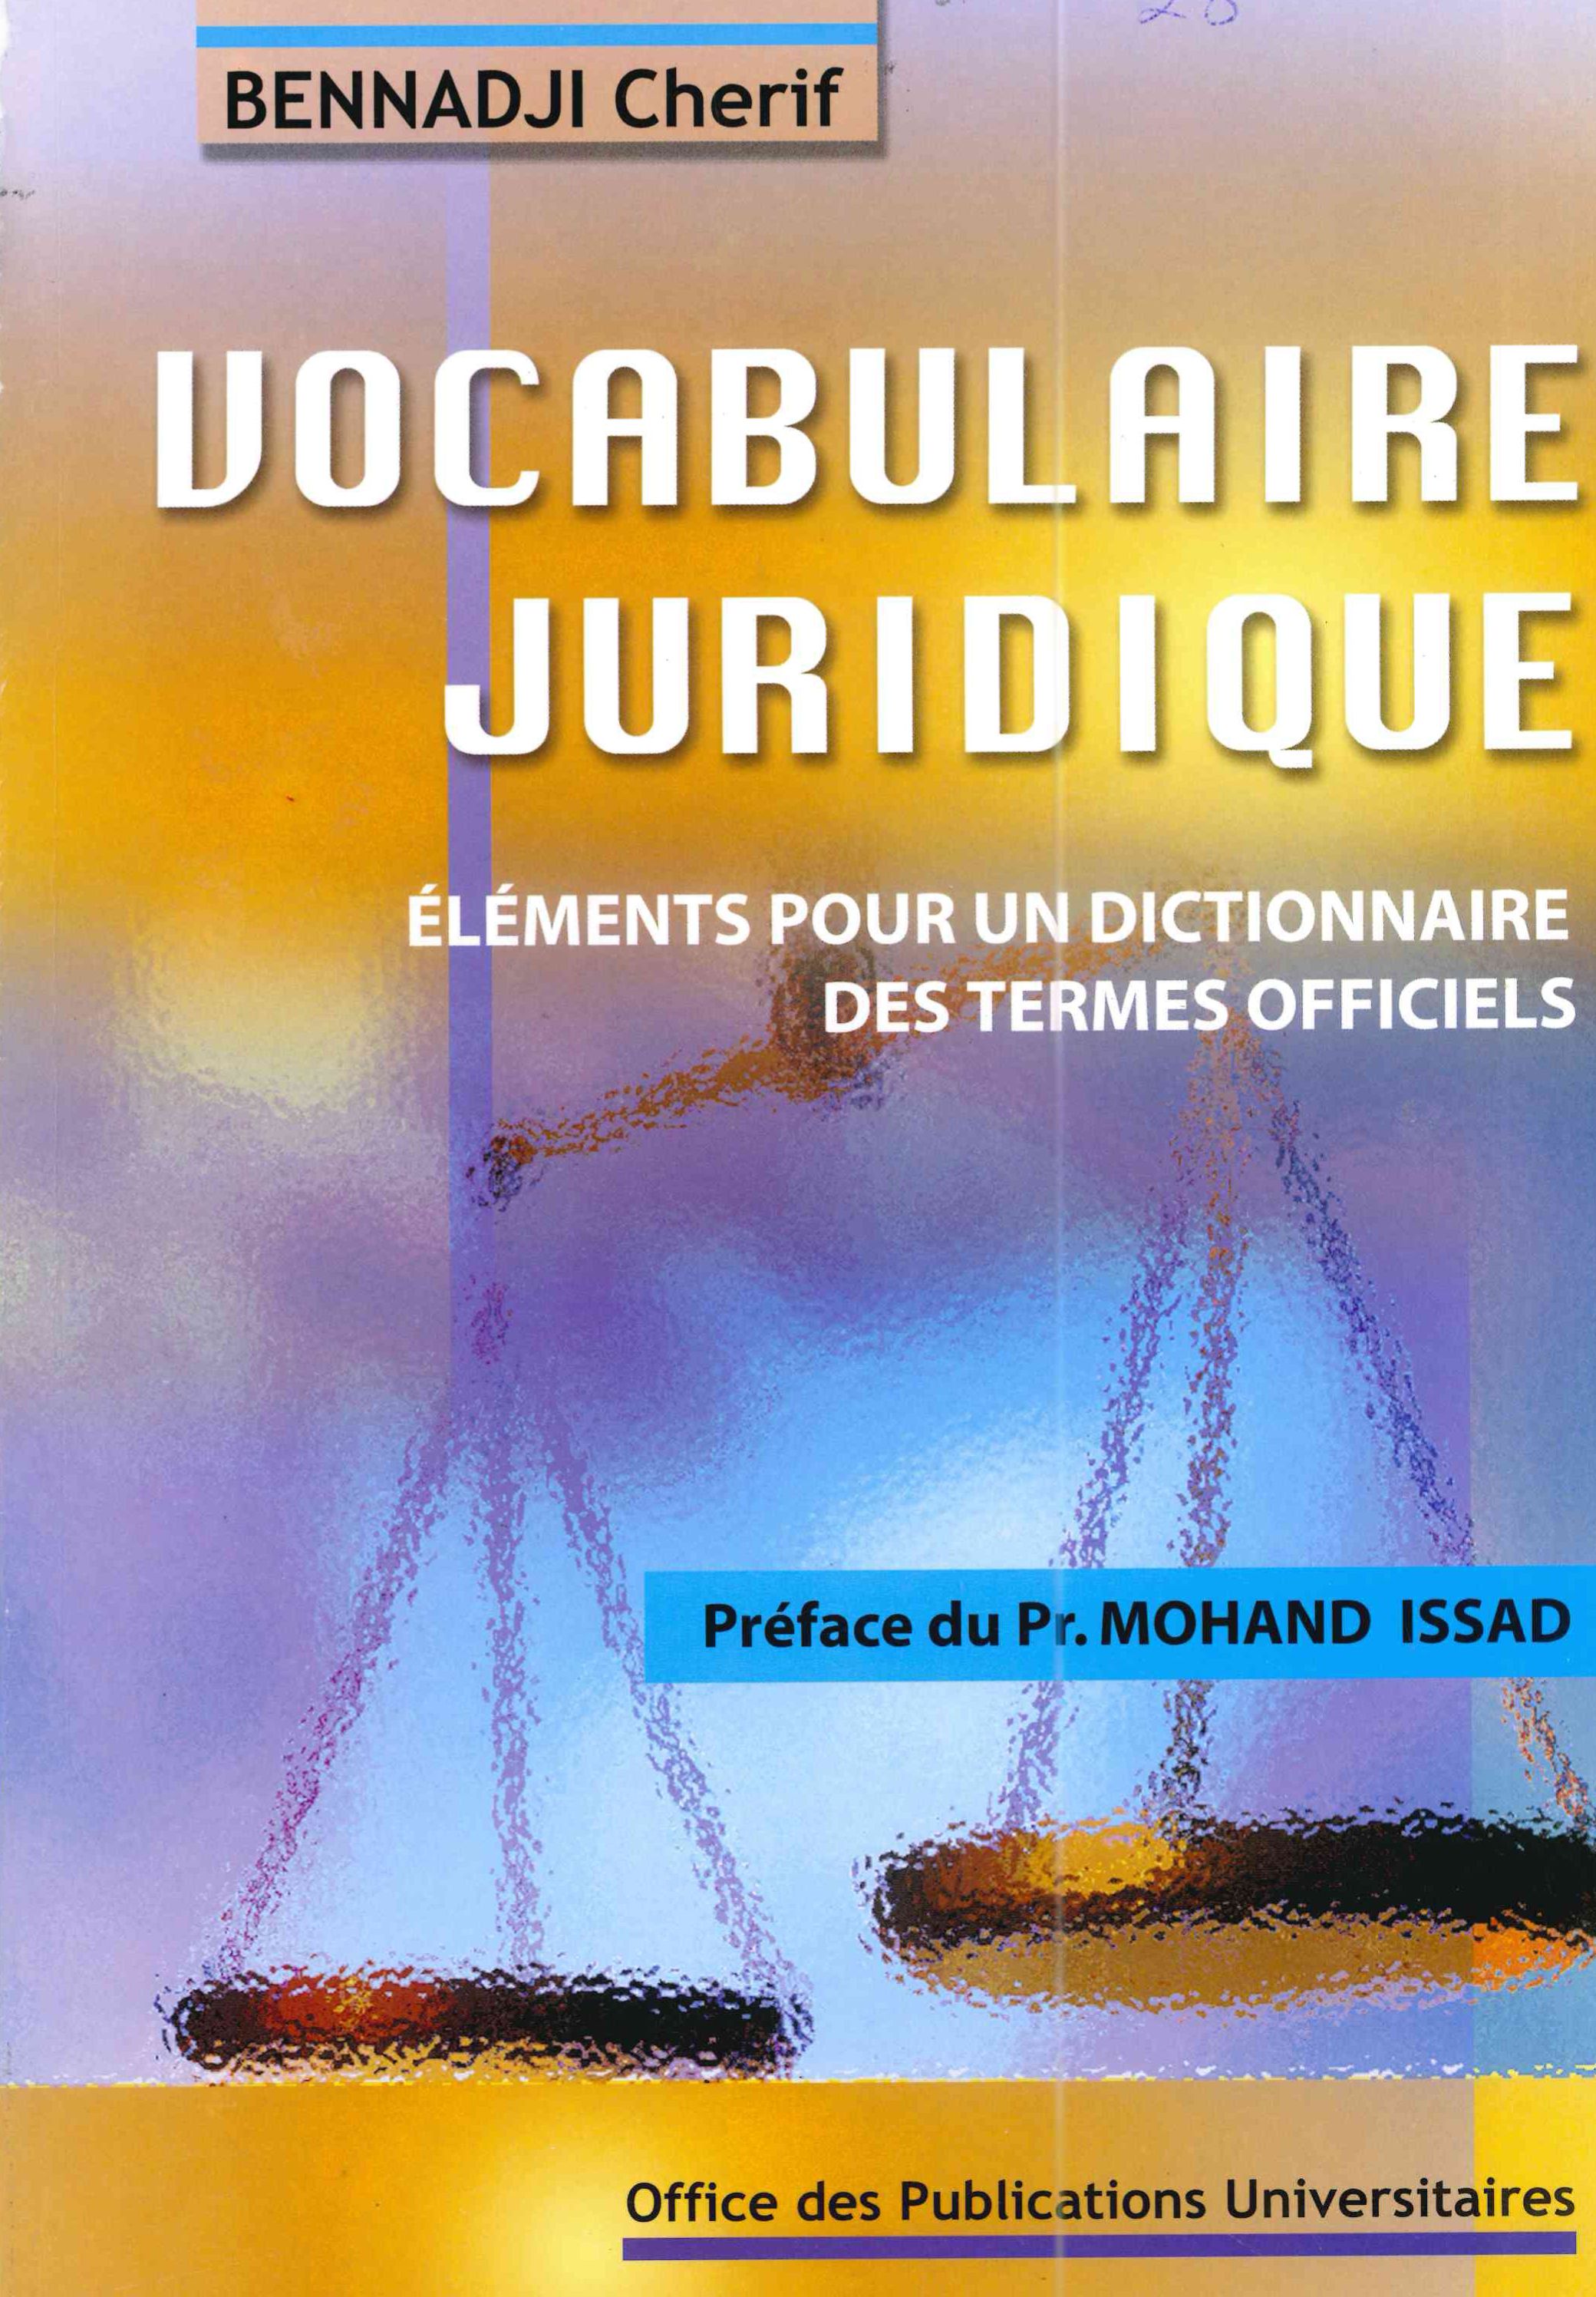 BENNADJI Cherif
VOCABULAIRE
JURIDIQUE
ÉLÉMENTS POUR UN DICTIONNAIRE
DES TERMES OFFICIELS
Préface du Pr. MOHAND ISSAD
Office des Publications Universitaires